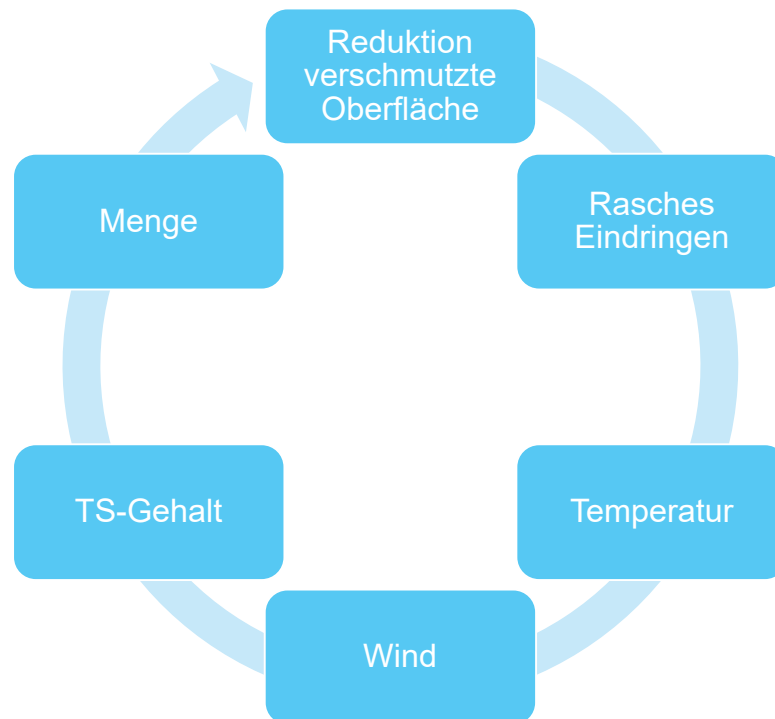 Reduktion
verschmutzte
Oberfläche
Rasches
Eindringen
Temperatur
Wind
TS-Gehalt
Menge